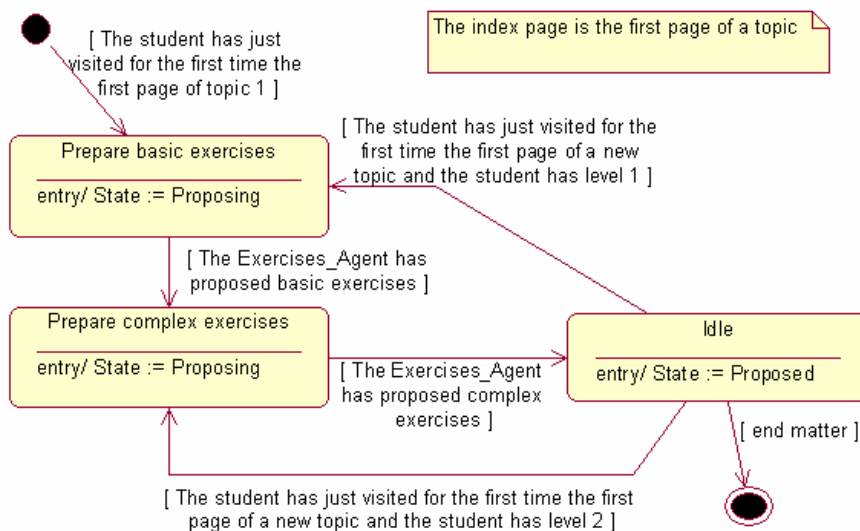 [ The student has just
visited for the first time the
first page of topic 1 ]
The index page is the first page of a topic
[ The student has just visited for the
first time the first page of a new
topic and the student has level 1 ]
Prepare basic exercises
entry/ State := Proposing
[ The Exercises_Agent has
proposed basic exercises ]
Prepare complex exercises
entry/ State := Proposing
[ The Exercises_Agent
has proposed complex
exercises ]
Idle
entry/ State := Proposed
[ end matter ]
[ The student has just visited for the first time the first
page of a new topic and the student has level 2 ]